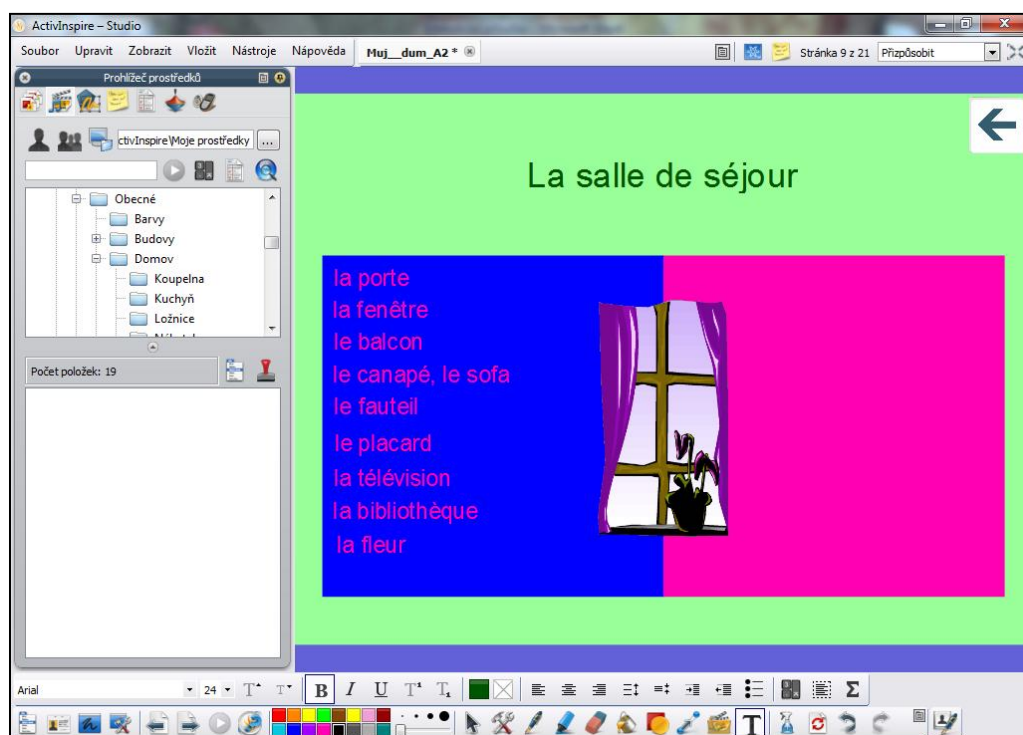 ActivInspire – Studio
Soubor Upravit Zobrazit Vložit Nástroje Nápověda Muj__dum_A2 * Stránka 9 z 21 Přizpůsobit
Prohlížeč prostředků
ctivInspire\Moje prostředky ...
Obecné
Barvy
Budovy
Domov
Koupelna
Kuchyň
Ložnice
Počet položek: 19
La salle de séjour
la porte
la fenêtre
le balcon
le canapé, le sofa
le fauteil
le placard
la télévision
la bibliothèque
la fleur
Arial 24 T T B I U T¹ T₁ Σ
T